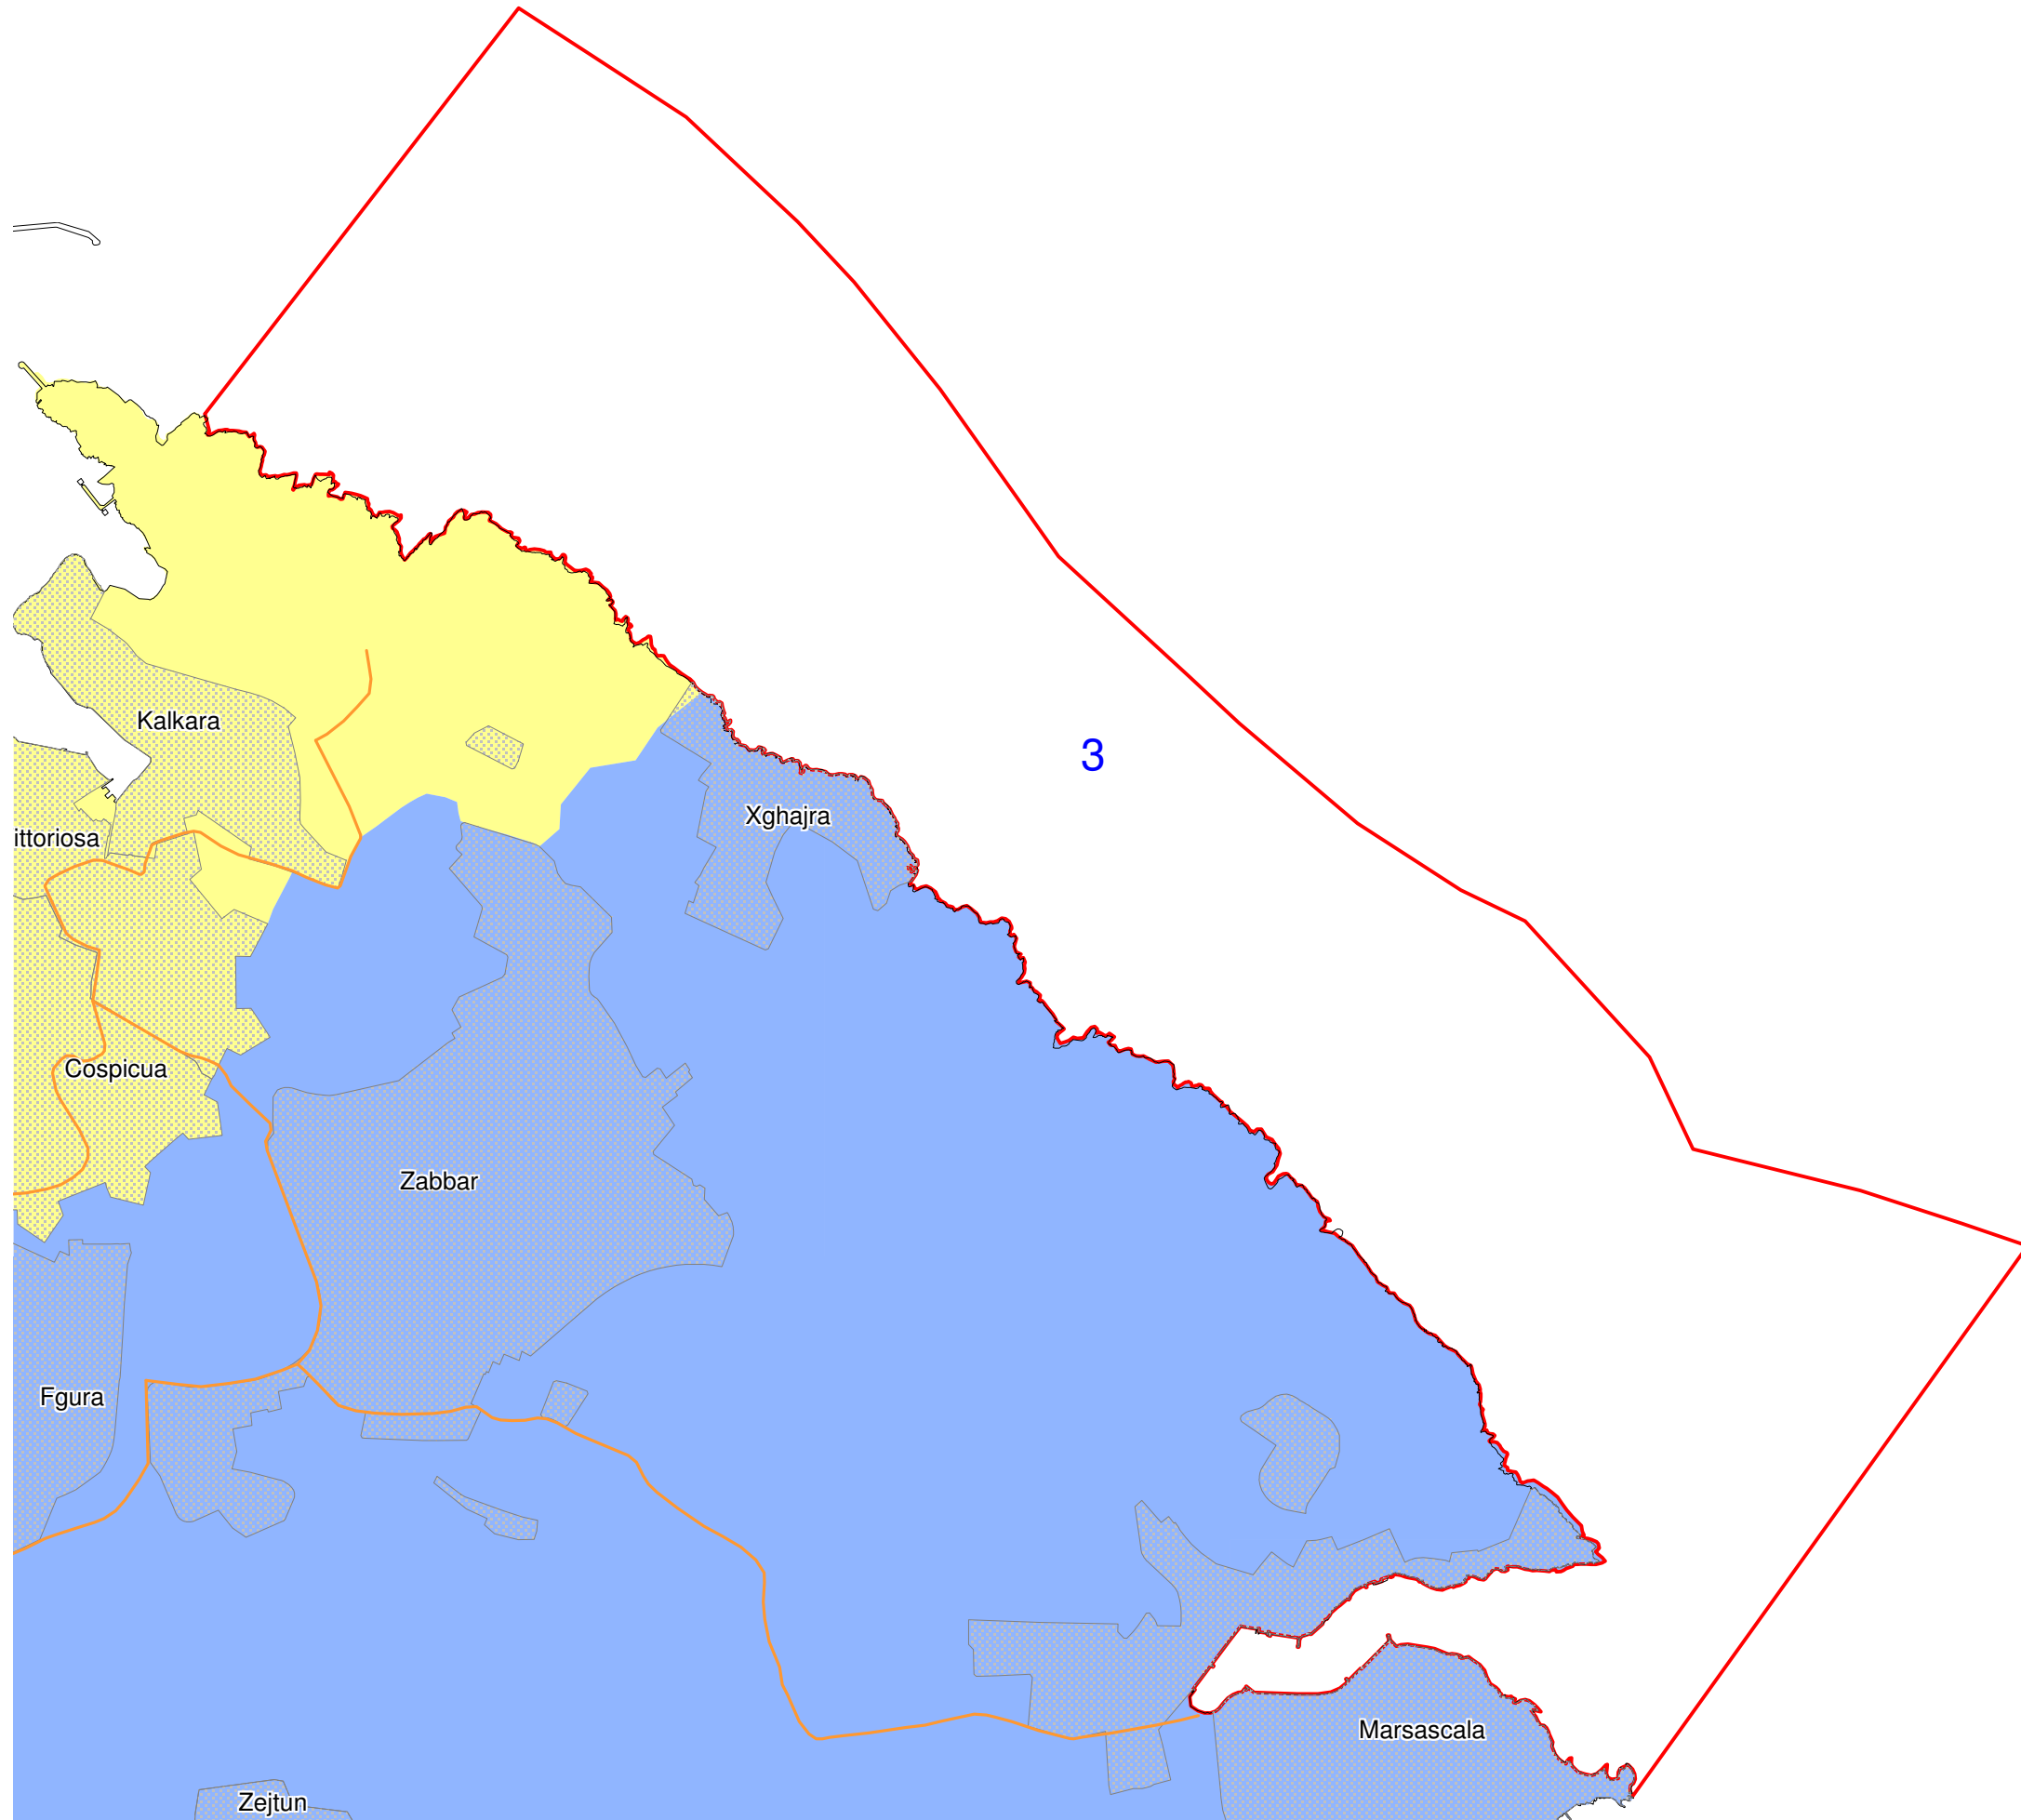 Kalkara
3
Xghajra
ittoriosa
Cospicua
Zabbar
Fgura
Marsascala
Zejtun